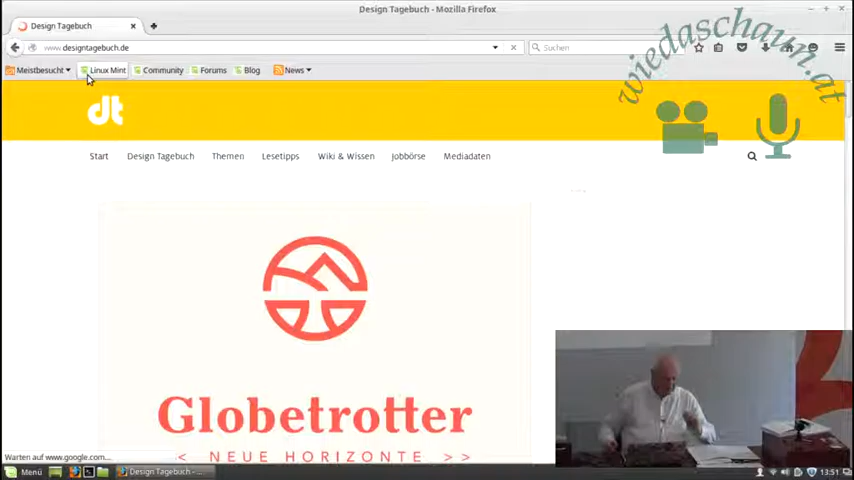 Design Tagebuch - Mozilla Firefox
Design Tagebuch
www.designtagebuch.de
Suchen
Meistbesucht
Linux Mint
Community
Forums
Blog
News
wiedaschaum.at
dt
Start
Design Tagebuch
Themen
Lesetipps
Wiki & Wissen
Jobbörse
Mediadaten
Globetrotter
< NEUE HORIZONTE >>
Warten auf www.google.com...
Menü
Design Tagebuch - ...
13:51